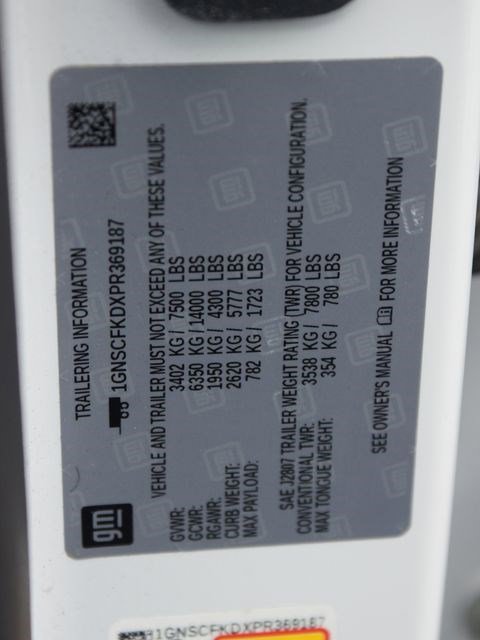 gm
TRAILERING INFORMATION
1GNSCFKDXPR369187
VEHICLE AND TRAILER MUST NOT EXCEED ANY OF THESE VALUES.
GVWR: 3402 KG / 7500 LBS
GCWR: 6350 KG / 14000 LBS
RGAWR: 1950 KG / 4300 LBS
CURB WEIGHT: 2620 KG / 5777 LBS
MAX PAYLOAD: 782 KG / 1723 LBS
SAE J2807 TRAILER WEIGHT RATING (TWR) FOR VEHICLE CONFIGURATION.
CONVENTIONAL TWR: 3538 KG / 7800 LBS
MAX TONGUE WEIGHT: 354 KG / 780 LBS
SEE OWNER'S MANUAL FOR MORE INFORMATION
1GNSCFKDXPR369187